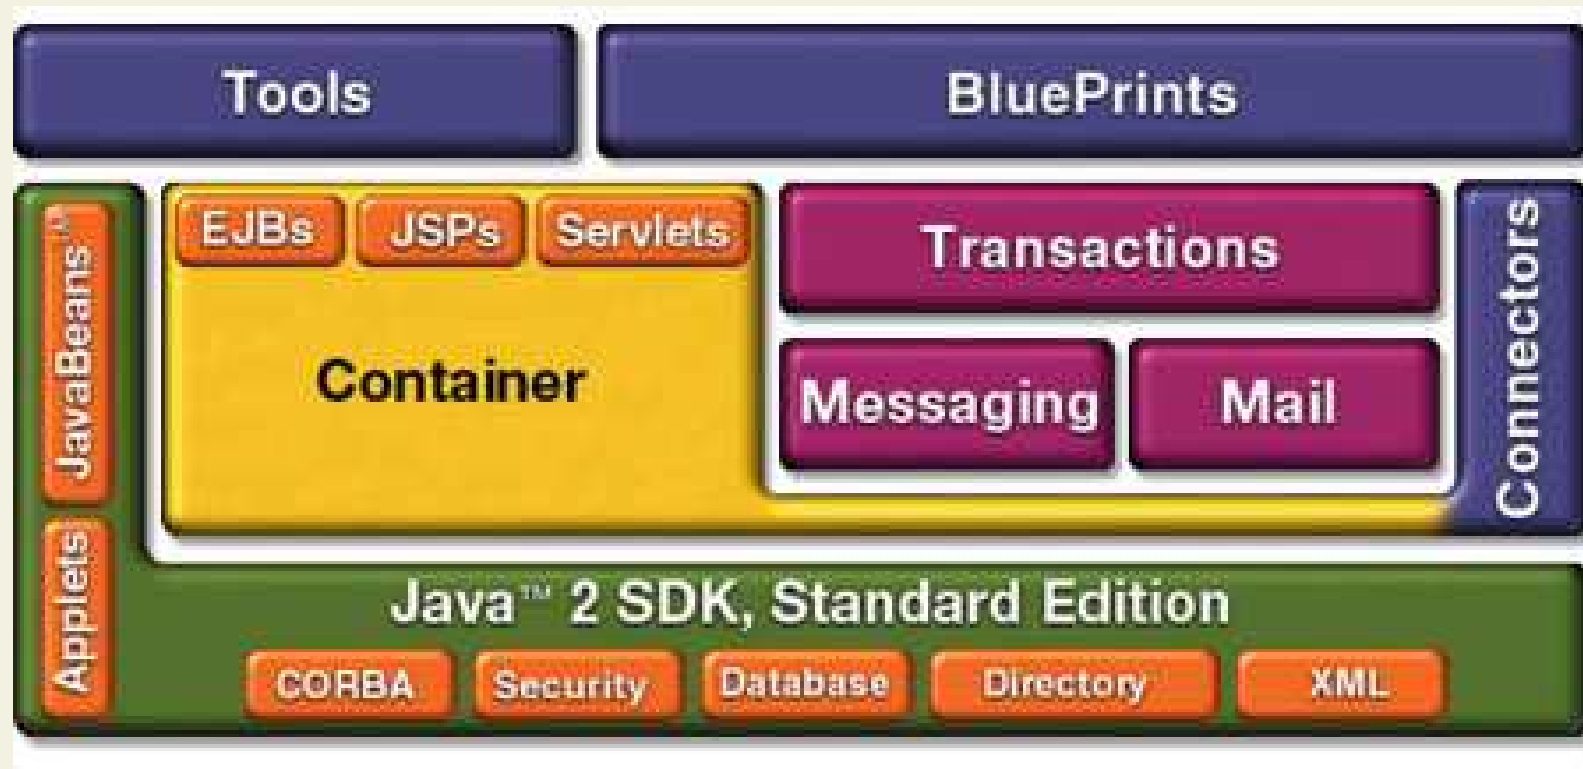 Tools
BluePrints
JavaBeans™
Applets
EJBs
JSPs
Servlets
Container
Transactions
Messaging
Mail
Connectors
Java™ 2 SDK, Standard Edition
CORBA
Security
Database
Directory
XML